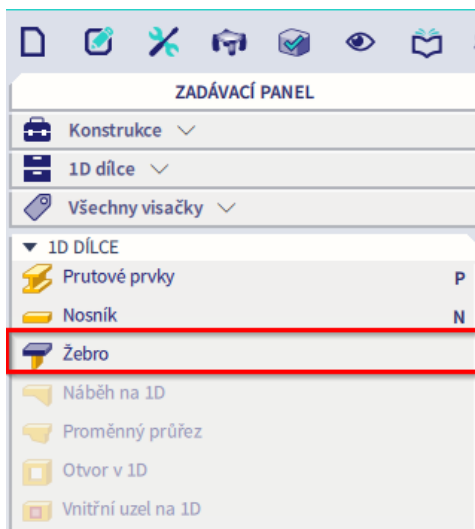 ZADÁVACÍ PANEL
Konstrukce
1D dílce
Všechny visačky
1D DÍLCE
Prutové prvky P
Nosník N
Žebro
Náběh na 1D
Proměnný průřez
Otvor v 1D
Vnitřní uzel na 1D